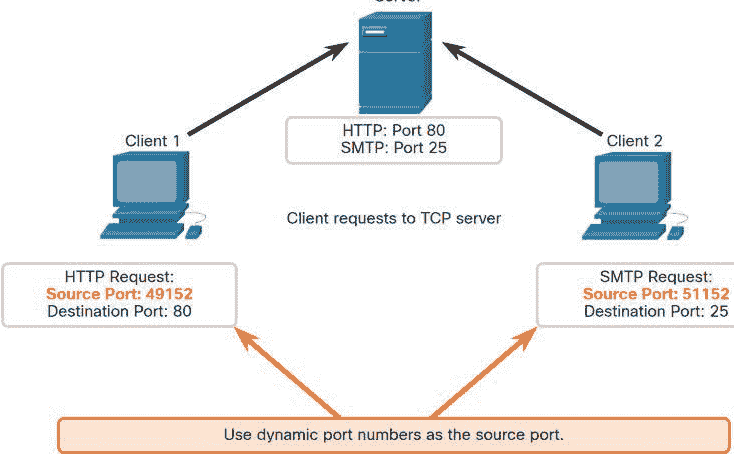 Server
Client 1
Client 2
HTTP: Port 80
SMTP: Port 25
Client requests to TCP server
HTTP Request:
Source Port: 49152
Destination Port: 80
SMTP Request:
Source Port: 51152
Destination Port: 25
Use dynamic port numbers as the source port.